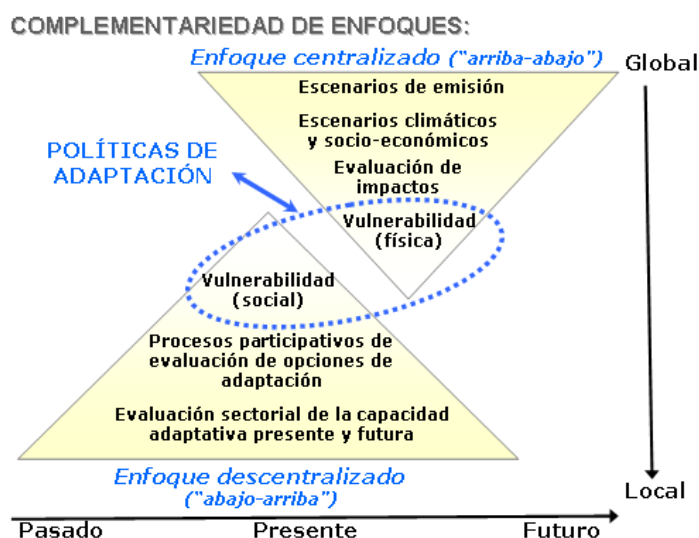 COMPLEMENTARIEDAD DE ENFOQUES:
Enfoque centralizado ("arriba-abajo")
Global
Escenarios de emisión
Escenarios climáticos
y socio-económicos
Evaluación de
impactos
POLÍTICAS DE
ADAPTACIÓN
Vulnerabilidad
(física)
Vulnerabilidad
(social)
Procesos participativos de
evaluación de opciones de
adaptación
Evaluación sectorial de la capacidad
adaptativa presente y futura
Enfoque descentralizado
("abajo-arriba")
Local
Pasado Presente Futuro